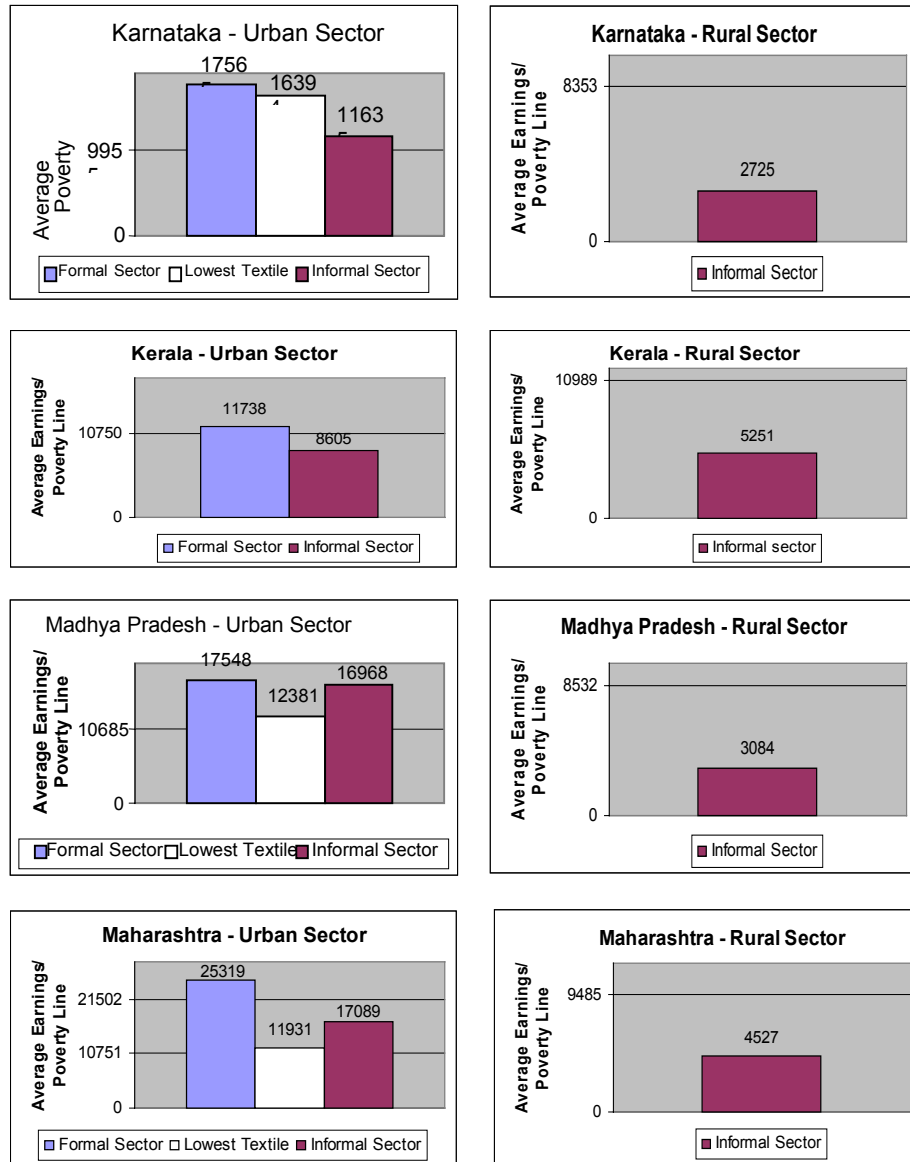 Karnataka - Urban Sector
1756
1639
1163
995
0
Average
Poverty
Formal Sector Lowest Textile Informal Sector
Karnataka - Rural Sector
8353
2725
0
Average Earnings/
Poverty Line
Informal Sector
Kerala - Urban Sector
11738
10750
8605
0
Average Earnings/
Poverty Line
Formal Sector Informal Sector
Kerala - Rural Sector
10989
5251
0
Average Earnings/
Poverty Line
Informal sector
Madhya Pradesh - Urban Sector
17548
12381
16968
10685
0
Average Earnings/
Poverty Line
Formal Sector Lowest Textile Informal Sector
Madhya Pradesh - Rural Sector
8532
3084
0
Average Earnings/
Poverty Line
Informal Sector
Maharashtra - Urban Sector
25319
21502
11931
17089
10751
0
Average Earnings/
Poverty Line
Formal Sector Lowest Textile Informal Sector
Maharashtra - Rural Sector
9485
4527
0
Average Earnings/
Poverty Line
Informal Sector